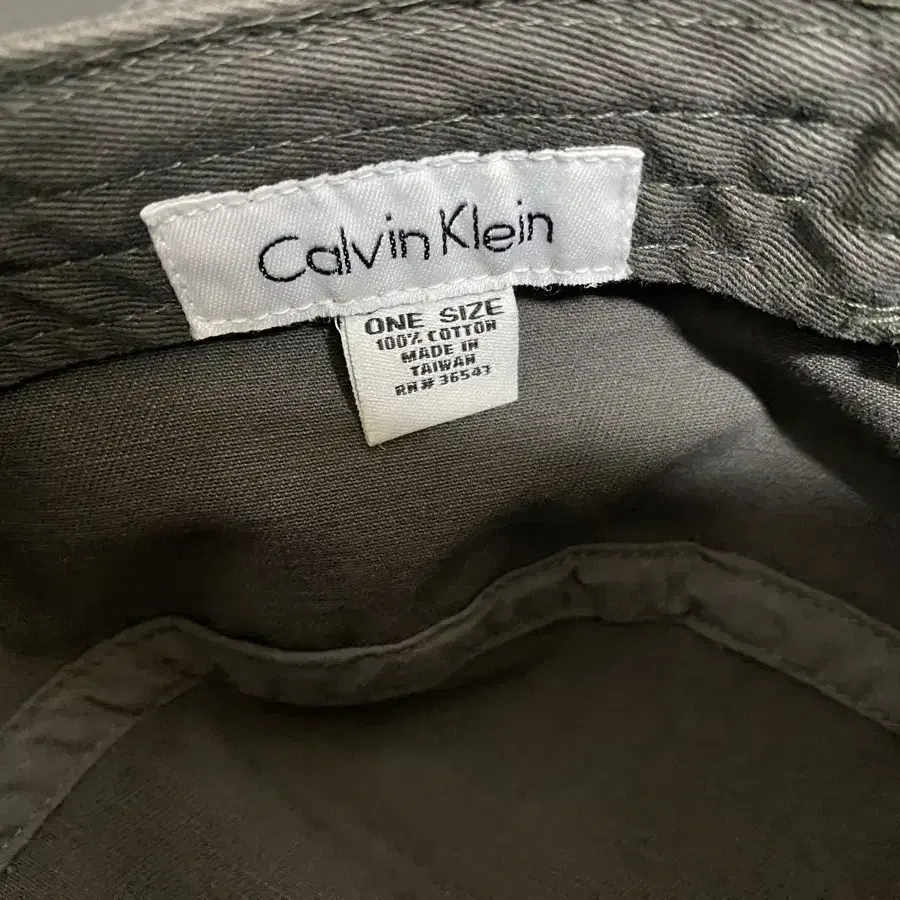 Calvin Klein
ONE SIZE
100% COTTON
MADE IN
TAIWAN
RN# 36543